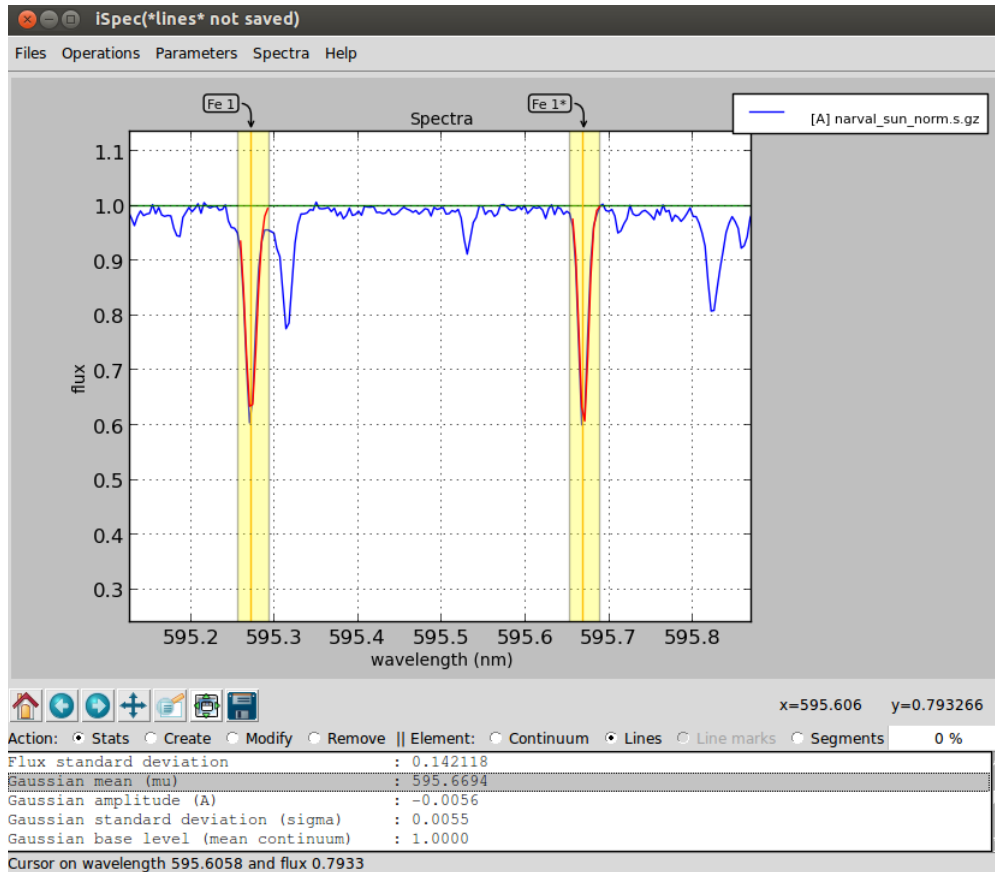 iSpec(*lines* not saved)
Files Operations Parameters Spectra Help
Fe 1 Fe 1*
Spectra
[A] narval_sun_norm.s.gz
1.1
1.0
0.9
0.8
0.7
0.6
0.5
0.4
0.3
flux
595.2 595.3 595.4 595.5 595.6 595.7 595.8
wavelength (nm)
x=595.606 y=0.793266
Action: Stats Create Modify Remove || Element: Continuum Lines Line marks Segments 0 %
Flux standard deviation : 0.142118
Gaussian mean (mu) : 595.6694
Gaussian amplitude (A) : -0.0056
Gaussian standard deviation (sigma) : 0.0055
Gaussian base level (mean continuum) : 1.0000
Cursor on wavelength 595.6058 and flux 0.7933